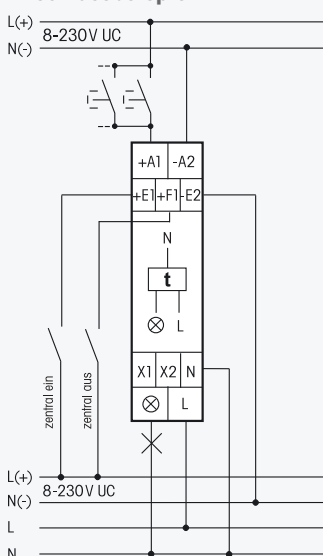 L(+)
8-230V UC
N(-)
+A1 -A2
+E1 +F1 -E2
N
t
L
X1 X2 N
L
zentral ein
zentral aus
L(+)
8-230V UC
N(-)
L
N